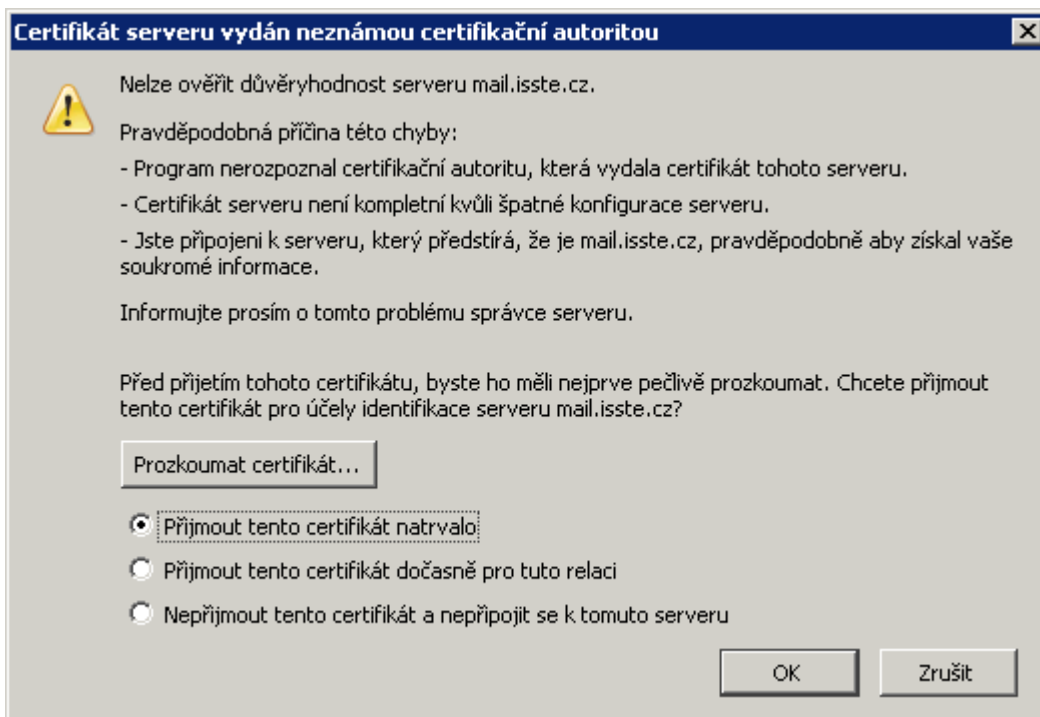 Certifikát serveru vydán neznámou certifikační autoritou
Nelze ověřit důvěryhodnost serveru mail.isste.cz.
Pravděpodobná příčina této chyby:
- Program nerozpoznal certifikační autoritu, která vydala certifikát tohoto serveru.
- Certifikát serveru není kompletní kvůli špatné konfigurace serveru.
- Jste připojeni k serveru, který předstírá, že je mail.isste.cz, pravděpodobně aby získal vaše
soukromé informace.
Informujte prosím o tomto problému správce serveru.
Před přijetím tohoto certifikátu, byste ho měli nejprve pečlivě prozkoumat. Chcete přijmout
tento certifikát pro účely identifikace serveru mail.isste.cz?
Prozkoumat certifikát...
Přijmout tento certifikát natrvalo
Přijmout tento certifikát dočasně pro tuto relaci
Nepřijmout tento certifikát a nepřipojit se k tomuto serveru
OK Zrušit